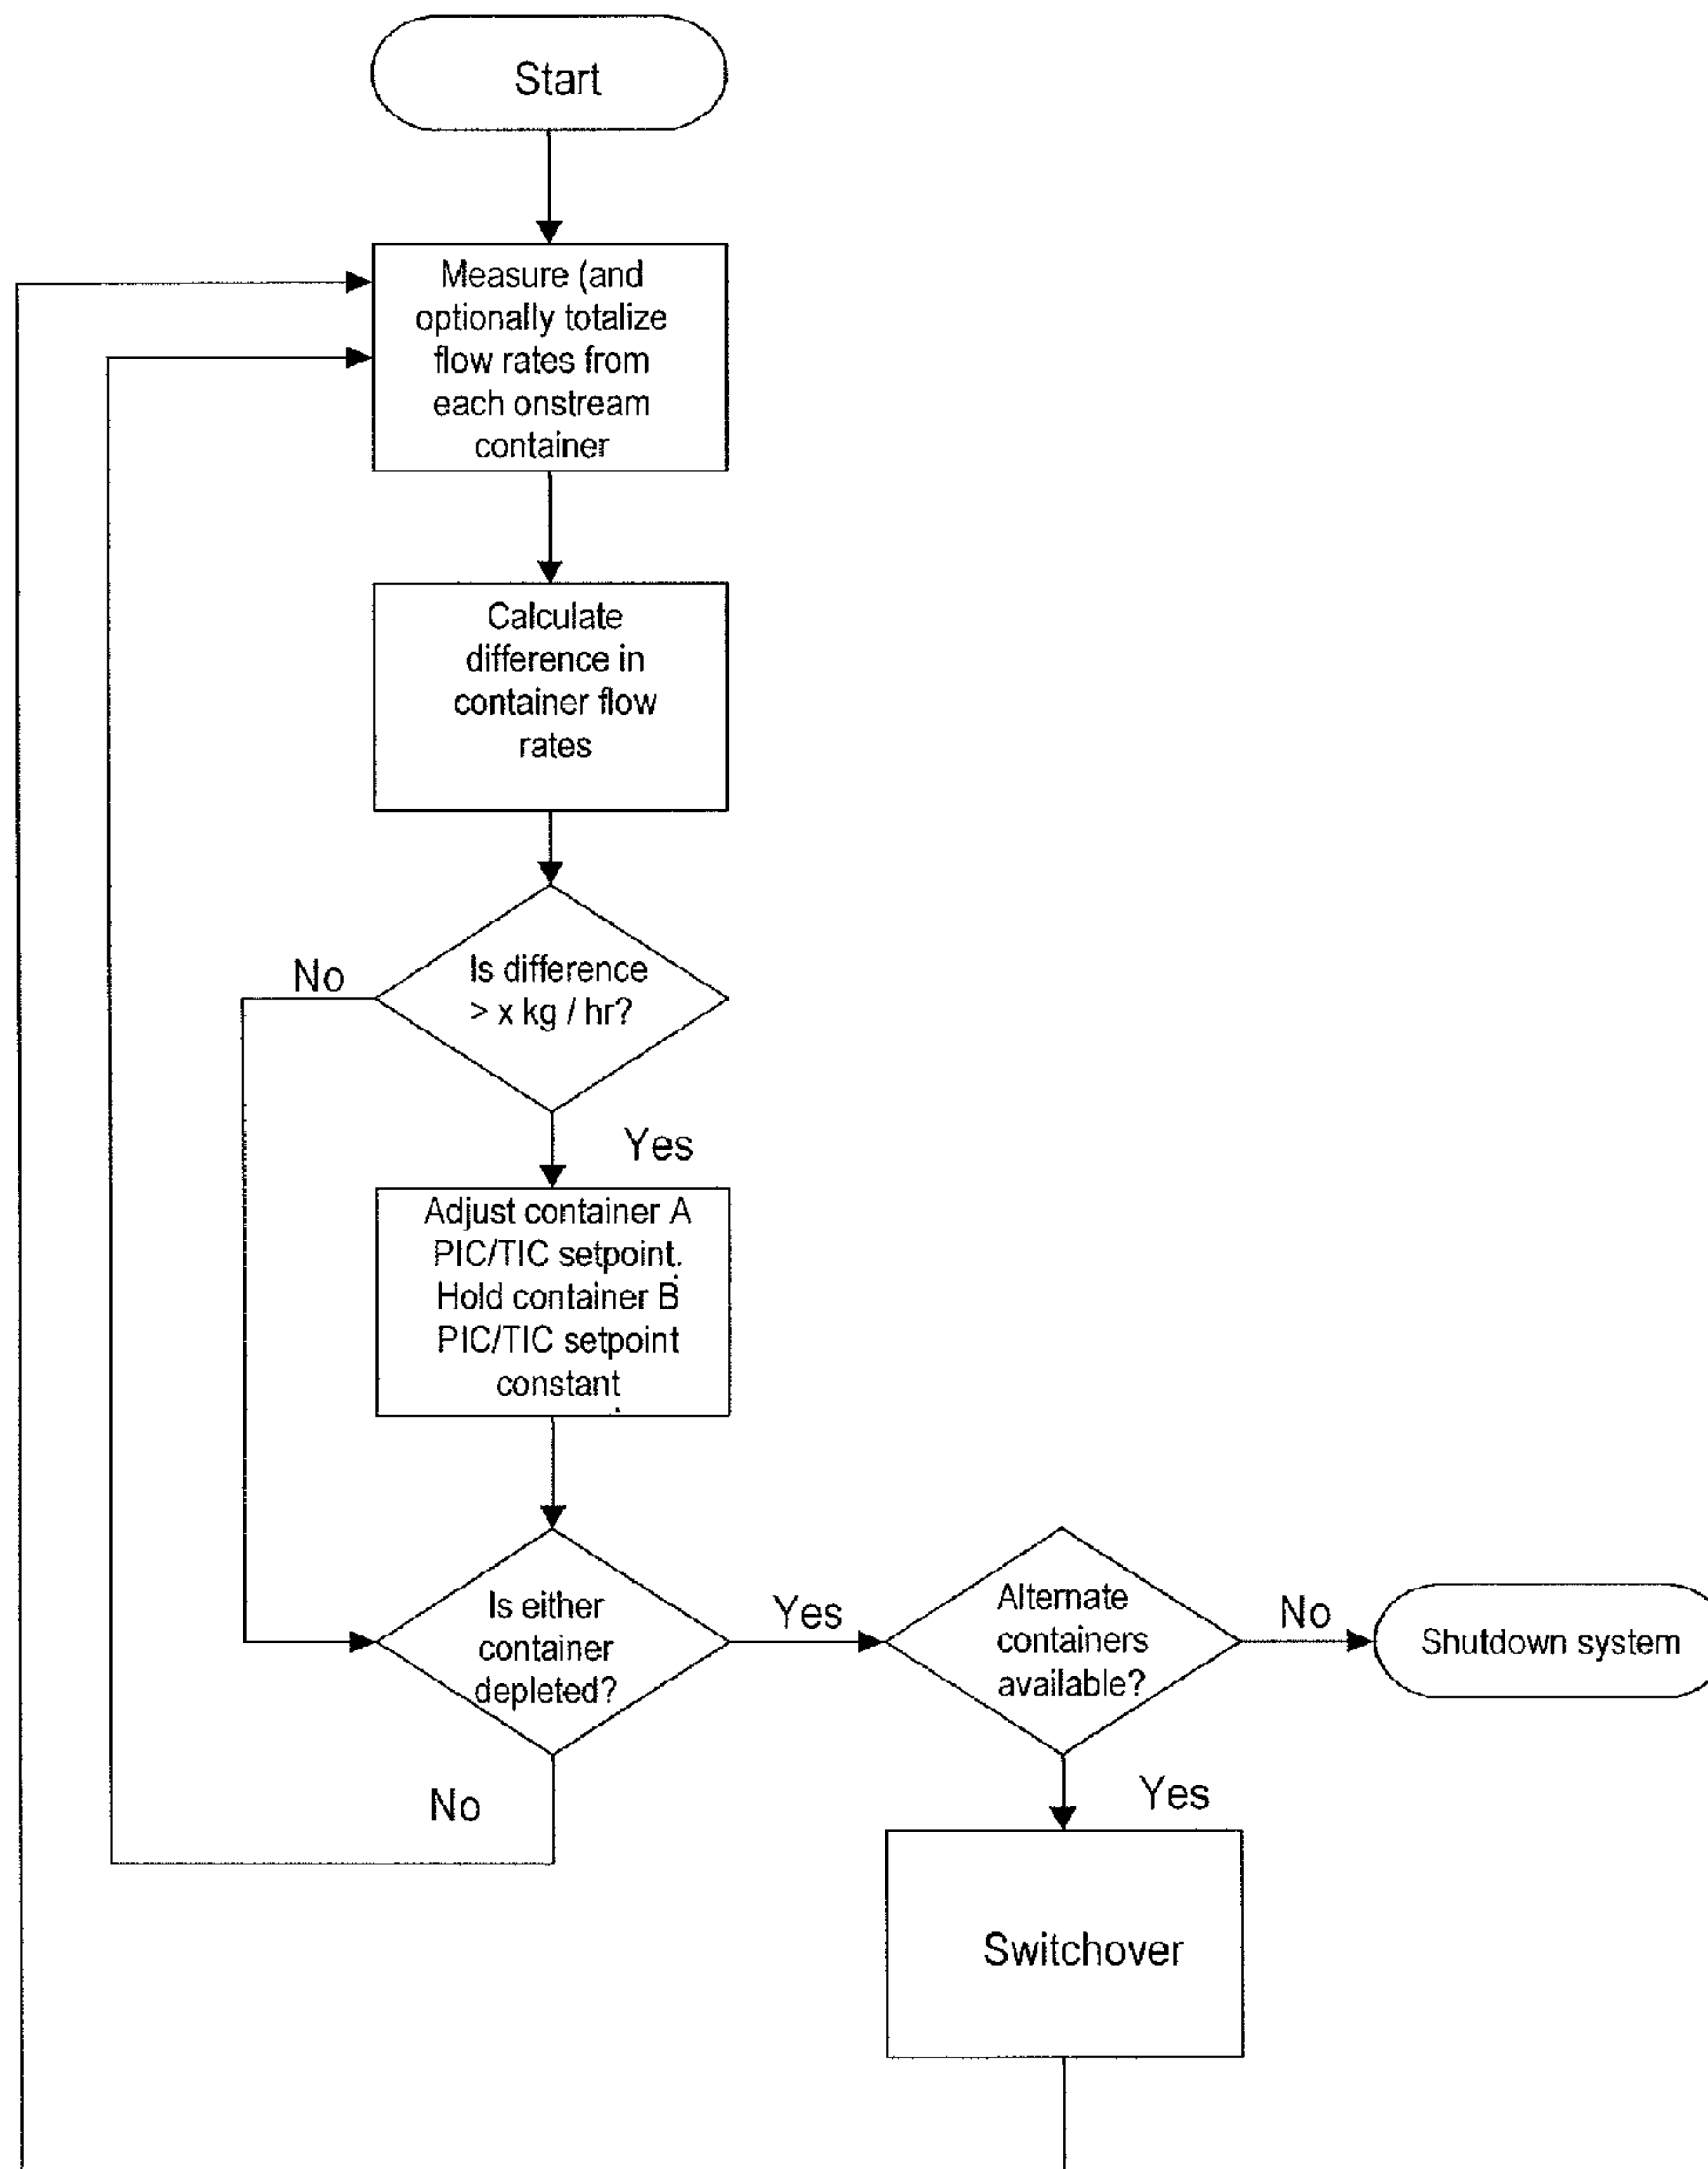 Start
Measure (and
optionally totalize
flow rates from
each onstream
container
Calculate
difference in
container flow
rates
Is difference
> x kg / hr?
No
Yes
Adjust container A
PIC/TIC setpoint.
Hold container B
PIC/TIC setpoint
constant
Is either
container
depleted?
Yes
No
Alternate
containers
available?
No
Yes
Shutdown system
Switchover